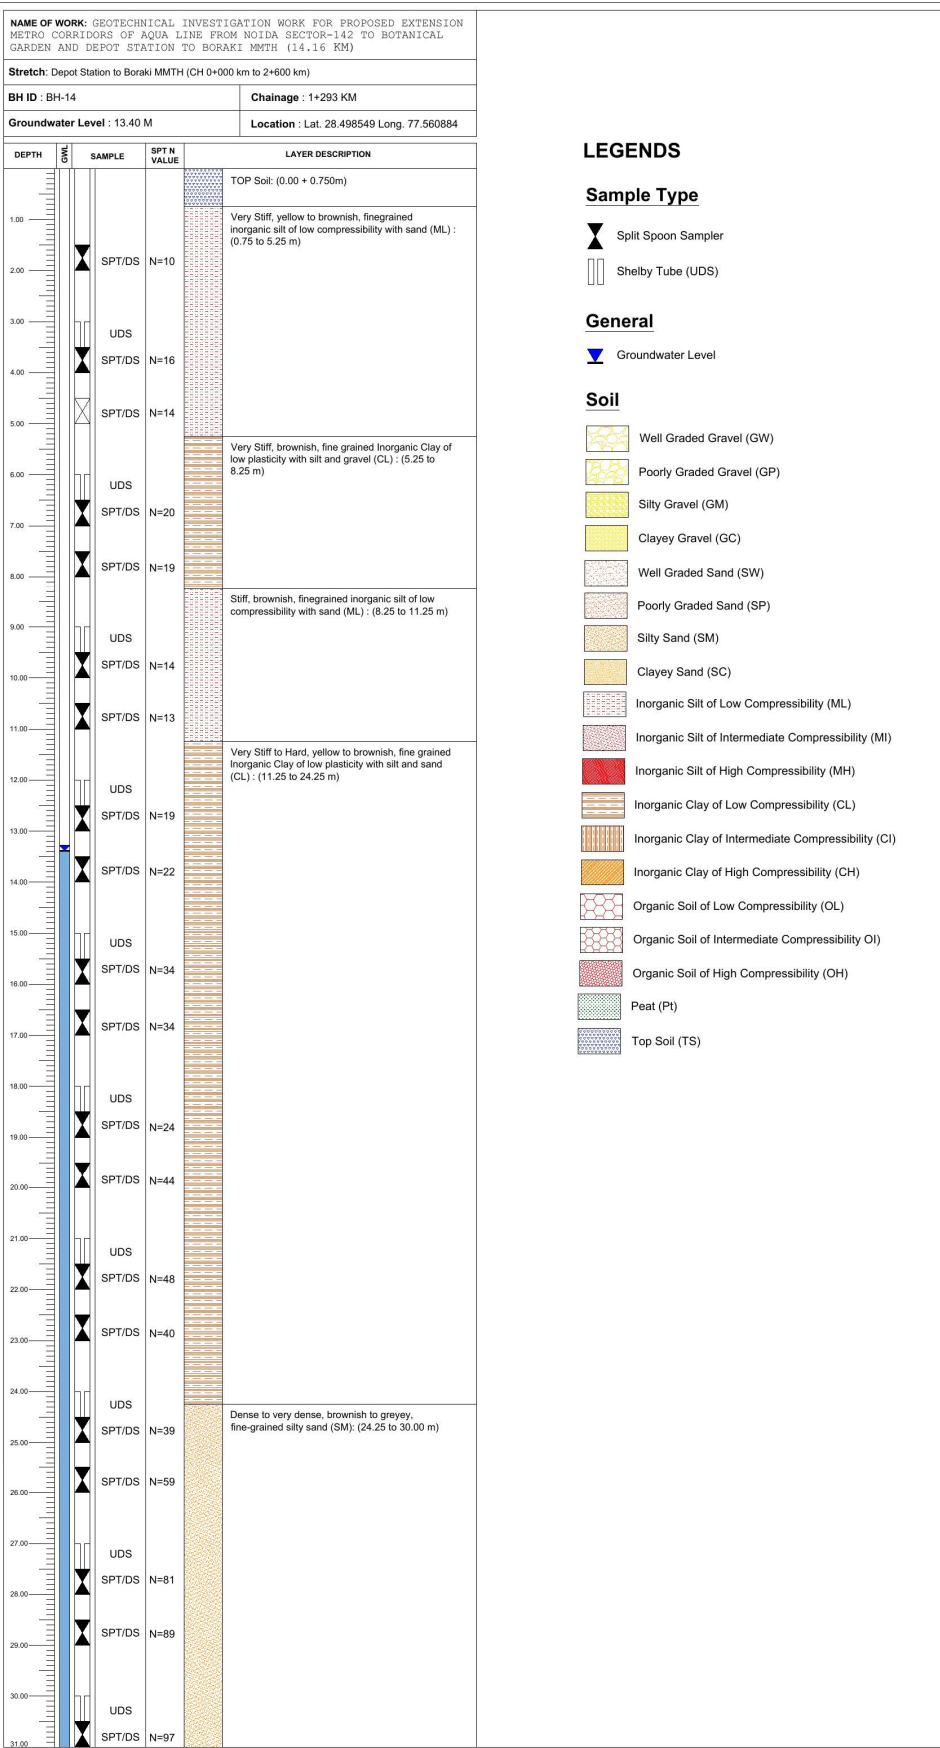 NAME OF WORK: GEOTECHNICAL INVESTIGATION WORK FOR PROPOSED EXTENSION
METRO CORRIDORS OF AQUA LINE FROM NOIDA SECTOR-142 TO BOTANICAL
GARDEN AND DEPOT STATION TO BORAKI MMTH (14.16 KM)
Stretch: Depot Station to Boraki MMTH (CH 0+000 km to 2+600 km)
BH ID : BH-14
Chainage : 1+293 KM
Groundwater Level : 13.40 M
Location : Lat. 28.498549 Long. 77.560884
DEPTH GWL SAMPLE SPT N VALUE LAYER DESCRIPTION
TOP Soil: (0.00 + 0.750m)
1.00
Very Stiff, yellow to brownish, finegrained
inorganic silt of low compressibility with sand (ML) :
(0.75 to 5.25 m)
SPT/DS N=10
2.00
3.00
UDS
SPT/DS N=16
4.00
SPT/DS N=14
5.00
Very Stiff, brownish, fine grained Inorganic Clay of
low plasticity with silt and gravel (CL) : (5.25 to
8.25 m)
6.00
UDS
SPT/DS N=20
7.00
SPT/DS N=19
8.00
Stiff, brownish, finegrained inorganic silt of low
compressibility with sand (ML) : (8.25 to 11.25 m)
9.00
UDS
SPT/DS N=14
10.00
SPT/DS N=13
11.00
Very Stiff to Hard, yellow to brownish, fine grained
Inorganic Clay of low plasticity with silt and sand
(CL) : (11.25 to 24.25 m)
12.00
UDS
SPT/DS N=19
13.00
SPT/DS N=22
14.00
15.00
UDS
SPT/DS N=34
16.00
SPT/DS N=34
17.00
18.00
UDS
SPT/DS N=24
19.00
SPT/DS N=44
20.00
21.00
UDS
SPT/DS N=48
22.00
SPT/DS N=40
23.00
24.00
UDS
Dense to very dense, brownish to greyey,
fine-grained silty sand (SM): (24.25 to 30.00 m)
SPT/DS N=39
25.00
SPT/DS N=59
26.00
27.00
UDS
SPT/DS N=81
28.00
SPT/DS N=89
29.00
30.00
UDS
SPT/DS N=97
31.00
LEGENDS
Sample Type
Split Spoon Sampler
Shelby Tube (UDS)
General
Groundwater Level
Soil
Well Graded Gravel (GW)
Poorly Graded Gravel (GP)
Silty Gravel (GM)
Clayey Gravel (GC)
Well Graded Sand (SW)
Poorly Graded Sand (SP)
Silty Sand (SM)
Clayey Sand (SC)
Inorganic Silt of Low Compressibility (ML)
Inorganic Silt of Intermediate Compressibility (MI)
Inorganic Silt of High Compressibility (MH)
Inorganic Clay of Low Compressibility (CL)
Inorganic Clay of Intermediate Compressibility (CI)
Inorganic Clay of High Compressibility (CH)
Organic Soil of Low Compressibility (OL)
Organic Soil of Intermediate Compressibility OI)
Organic Soil of High Compressibility (OH)
Peat (Pt)
Top Soil (TS)